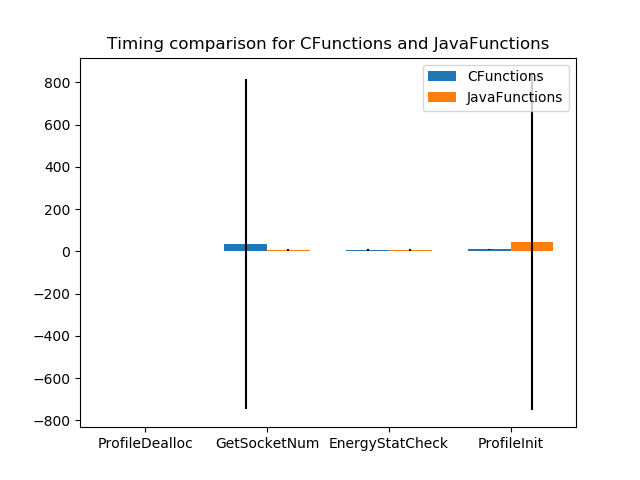 Timing comparison for CFunctions and JavaFunctions
CFunctions
JavaFunctions
800
600
400
200
0
−200
−400
−600
−800
ProfileDealloc
GetSocketNum
EnergyStatCheck
ProfileInit